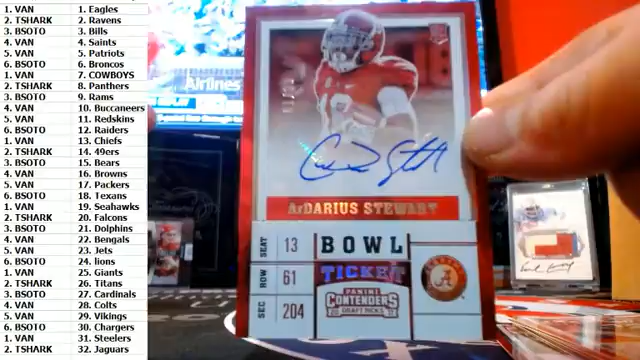 1. VAN 1. Eagles
2. TSHARK 2. Ravens
3. BSOTO 3. Bills
4. VAN 4. Saints
5. VAN 5. Patriots
6. BSOTO 6. Broncos
1. VAN 7. COWBOYS
2. TSHARK 8. Panthers
3. BSOTO 9. Rams
4. VAN 10. Buccaneers
5. VAN 11. Redskins
6. BSOTO 12. Raiders
1. VAN 13. Chiefs
2. TSHARK 14. 49ers
3. BSOTO 15. Bears
4. VAN 16. Browns
5. VAN 17. Packers
6. BSOTO 18. Texans
1. VAN 19. Seahawks
2. TSHARK 20. Falcons
3. BSOTO 21. Dolphins
4. VAN 22. Bengals
5. VAN 23. Jets
6. BSOTO 24. lions
1. VAN 25. Giants
2. TSHARK 26. Titans
3. BSOTO 27. Cardinals
4. VAN 28. Colts
5. VAN 29. Vikings
6. BSOTO 30. Chargers
1. VAN 31. Steelers
2. TSHARK 32. Jaguars
Airlines
RC
ARDARIUS STEWART
SEAT 13 BOWL
ROW 61 TICKET
SEC 204 PANINI
CONTENDERS
DRAFT PICKS